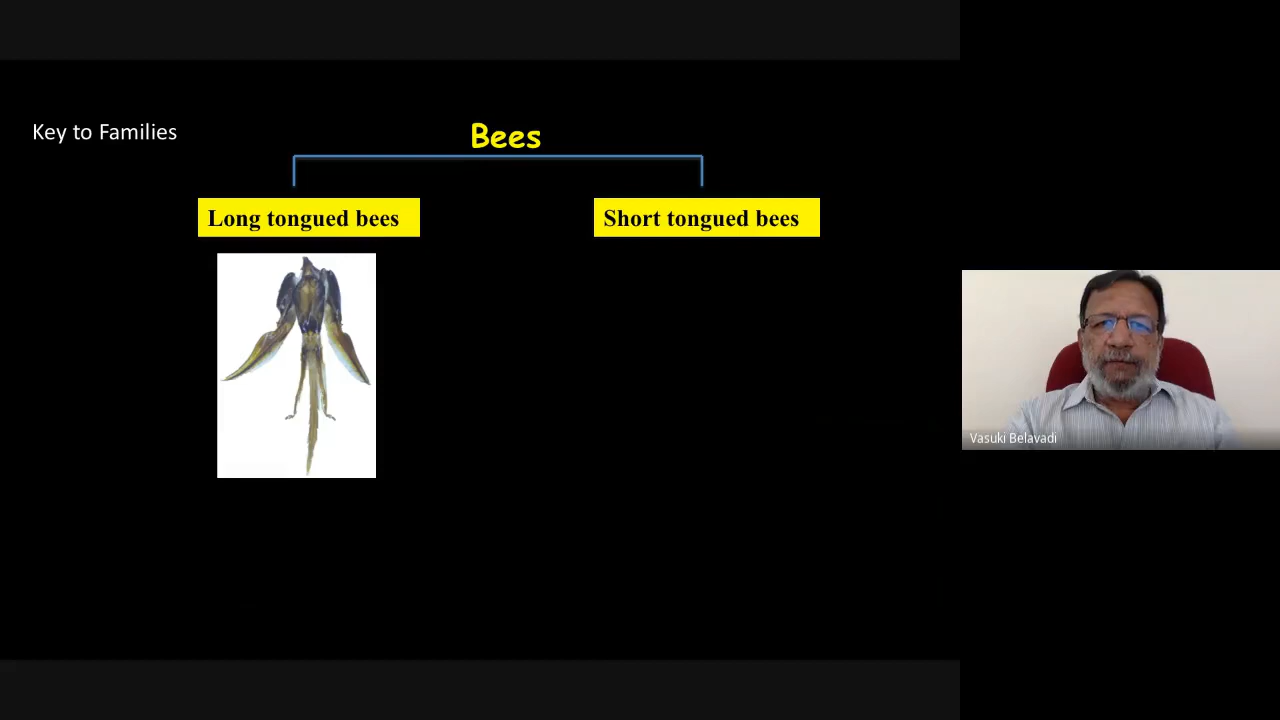 Key to Families
Bees
Long tongued bees
Short tongued bees
Vasuki Belavadi